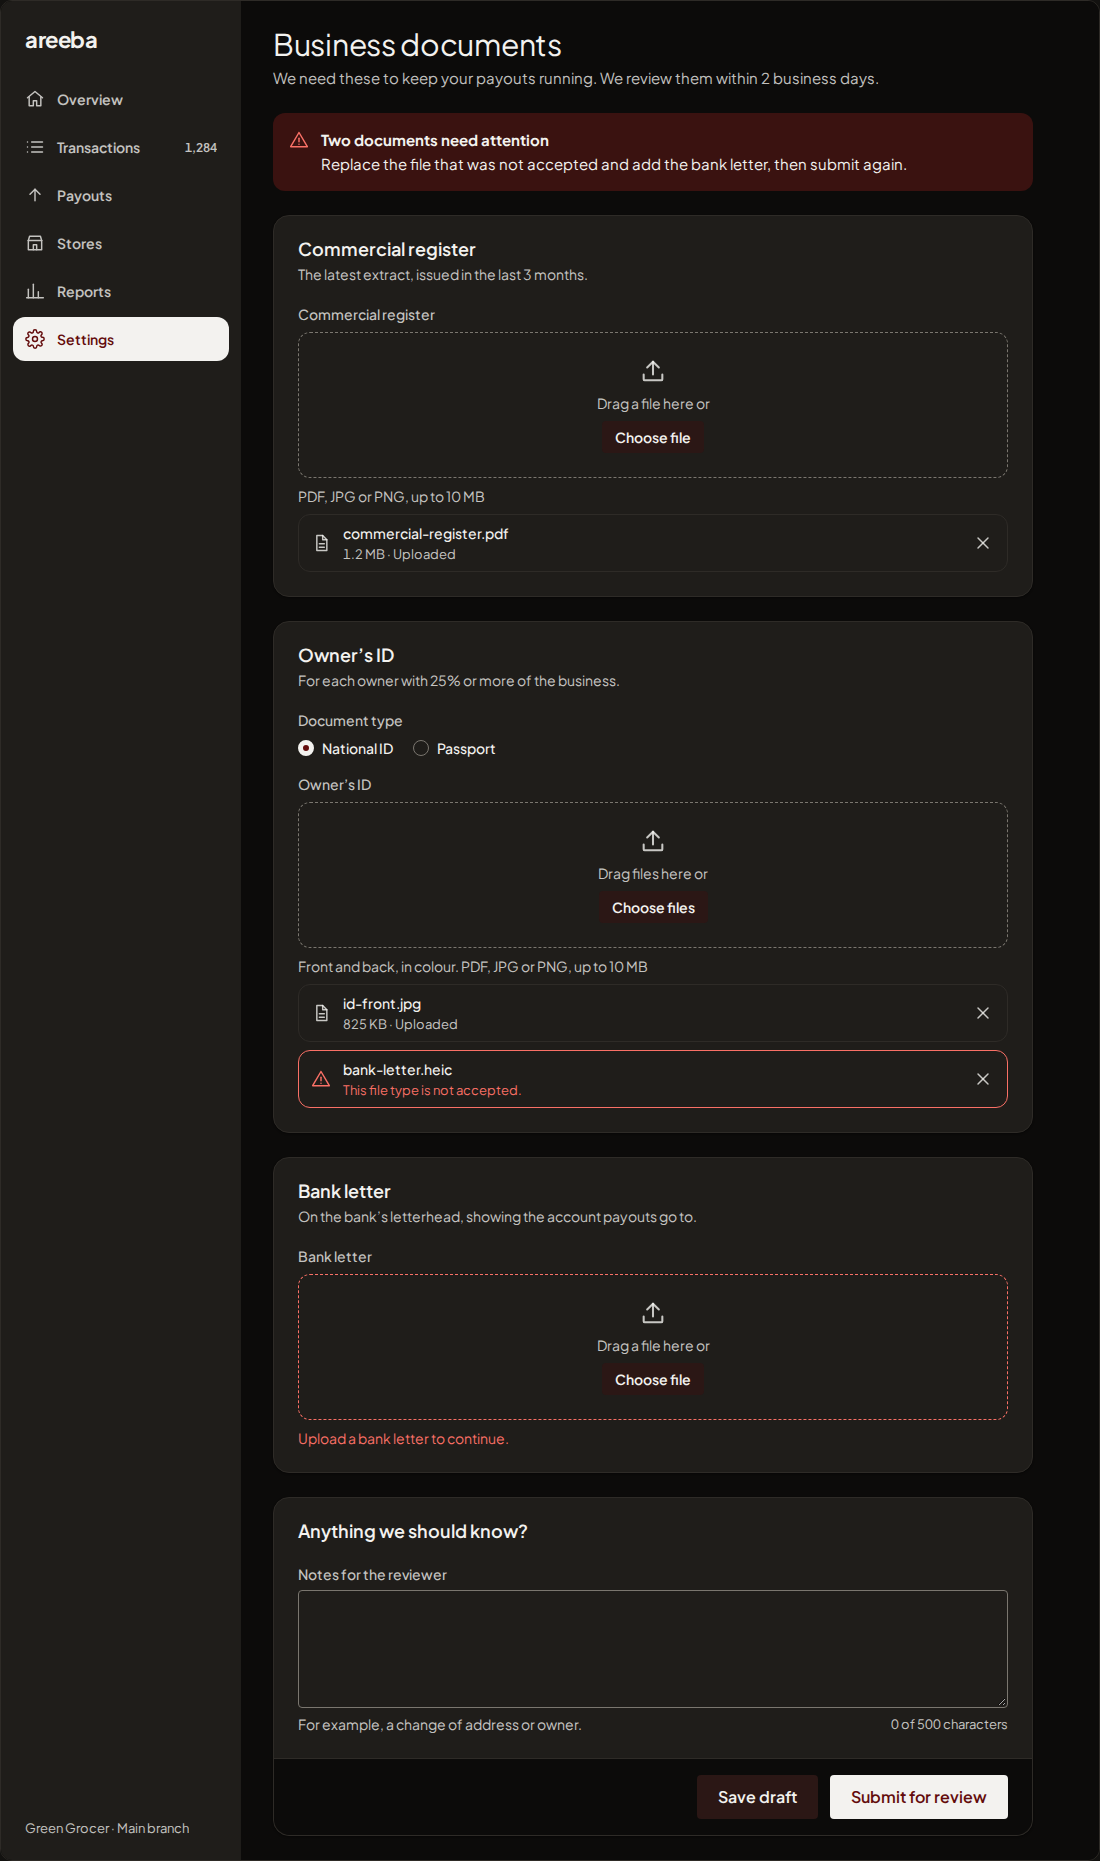 areeba
Overview
Transactions 1,284
Payouts
Stores
Reports
Settings
Green Grocer · Main branch
Business documents
We need these to keep your payouts running. We review them within 2 business days.
Two documents need attention
Replace the file that was not accepted and add the bank letter, then submit again.
Commercial register
The latest extract, issued in the last 3 months.
Commercial register
Drag a file here or
Choose file
PDF, JPG or PNG, up to 10 MB
commercial-register.pdf
1.2 MB · Uploaded
Owner’s ID
For each owner with 25% or more of the business.
Document type
National ID Passport
Owner’s ID
Drag files here or
Choose files
Front and back, in colour. PDF, JPG or PNG, up to 10 MB
id-front.jpg
825 KB · Uploaded
bank-letter.heic
This file type is not accepted.
Bank letter
On the bank’s letterhead, showing the account payouts go to.
Bank letter
Drag a file here or
Choose file
Upload a bank letter to continue.
Anything we should know?
Notes for the reviewer
For example, a change of address or owner. 0 of 500 characters
Save draft Submit for review